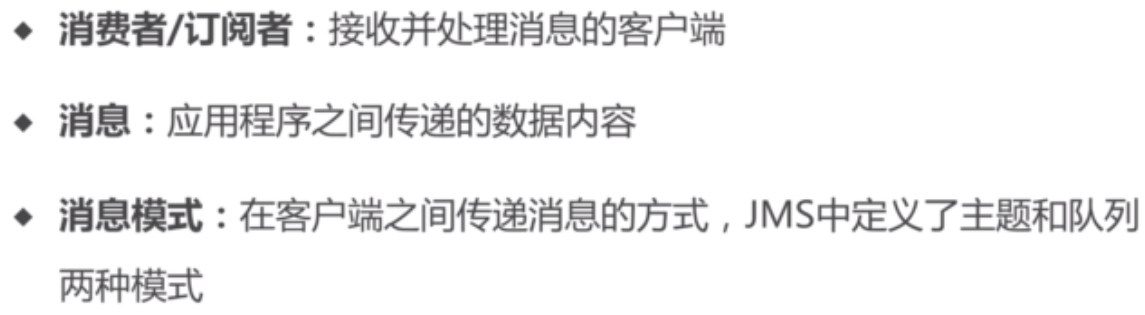 ◆ 消费者/订阅者：接收并处理消息的客户端
◆ 消息：应用程序之间传递的数据内容
◆ 消息模式：在客户端之间传递消息的方式，JMS中定义了主题和队列
两种模式